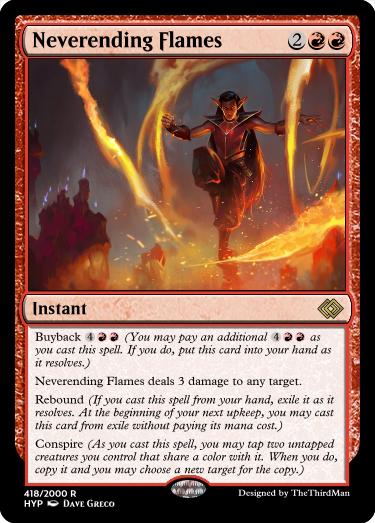 Neverending Flames 2
Instant
Buyback 4 (You may pay an additional 4 as
you cast this spell. If you do, put this card into your hand as
it resolves.)
Neverending Flames deals 3 damage to any target.
Rebound (If you cast this spell from your hand, exile it as it
resolves. At the beginning of your next upkeep, you may cast
this card from exile without paying its mana cost.)
Conspire (As you cast this spell, you may tap two untapped
creatures you control that share a color with it. When you do,
copy it and you may choose a new target for the copy.)
418/2000 R
HYP Dave Greco
Designed by TheThirdMan